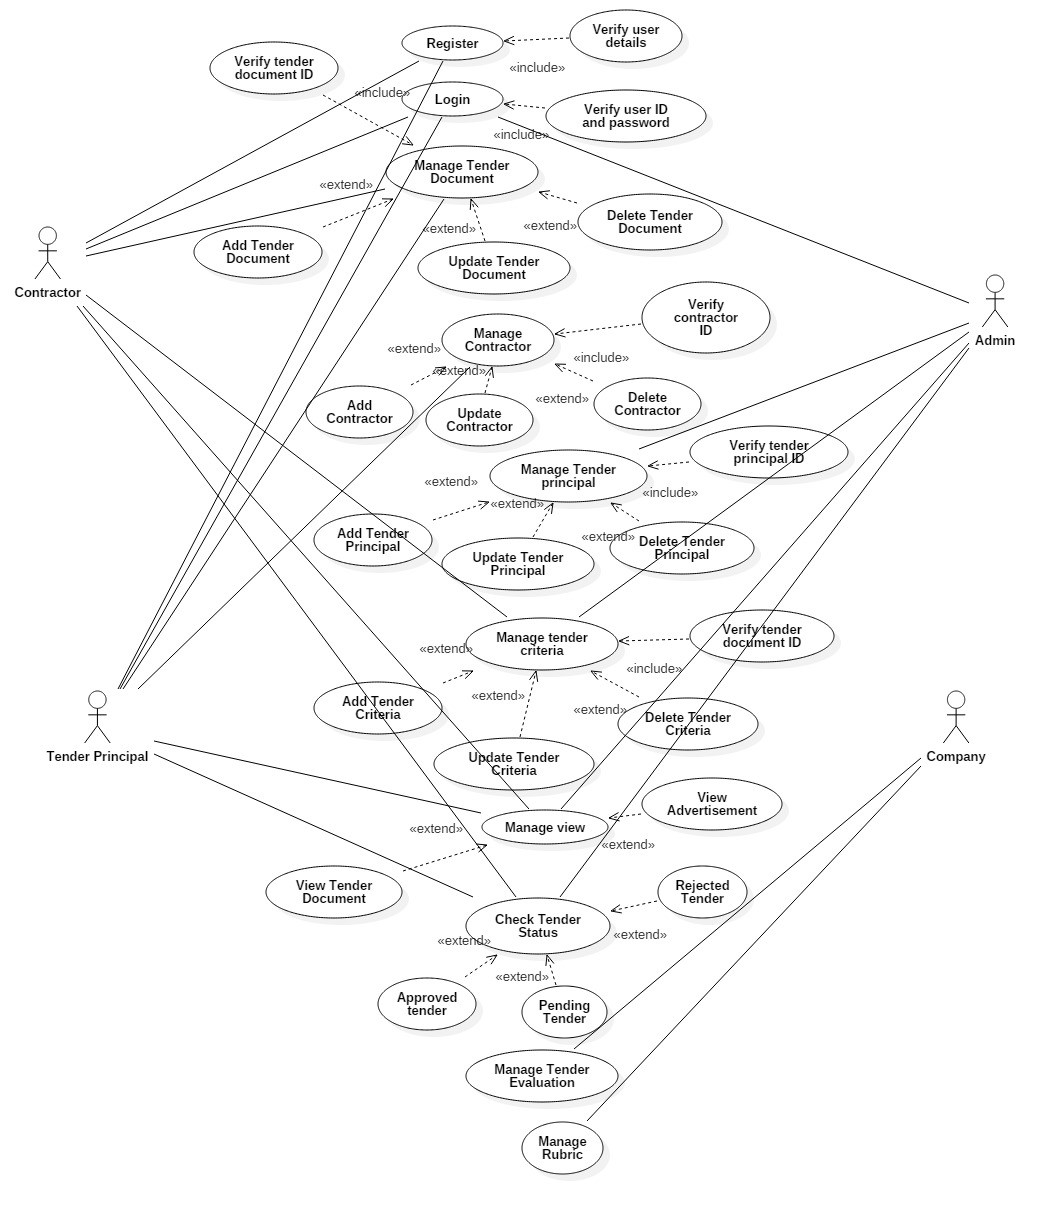 Register
Verify user
details
Verify tender
document ID
«include»
«include»
Login
Verify user ID
and password
«include»
Manage Tender
Document
«extend»
Delete Tender
Document
«extend»
«extend»
Add Tender
Document
Update Tender
Document
Contractor
Admin
Verify
contractor
ID
Manage
Contractor
«extend»
«include»
«extend»
Add
Contractor
Update
Contractor
«extend»
Delete
Contractor
Verify tender
principal ID
Manage Tender
principal
«extend»
«include»
«extend»
Add Tender
Principal
«extend»
Delete Tender
Principal
Update Tender
Principal
Manage tender
criteria
Verify tender
document ID
«extend»
«include»
«extend»
Add Tender
Criteria
«extend»
Delete Tender
Criteria
Tender Principal
Company
Update Tender
Criteria
View
Advertisement
Manage view
«extend»
«extend»
View Tender
Document
Rejected
Tender
Check Tender
Status
«extend»
«extend»
«extend»
Approved
tender
Pending
Tender
Manage Tender
Evaluation
Manage
Rubric